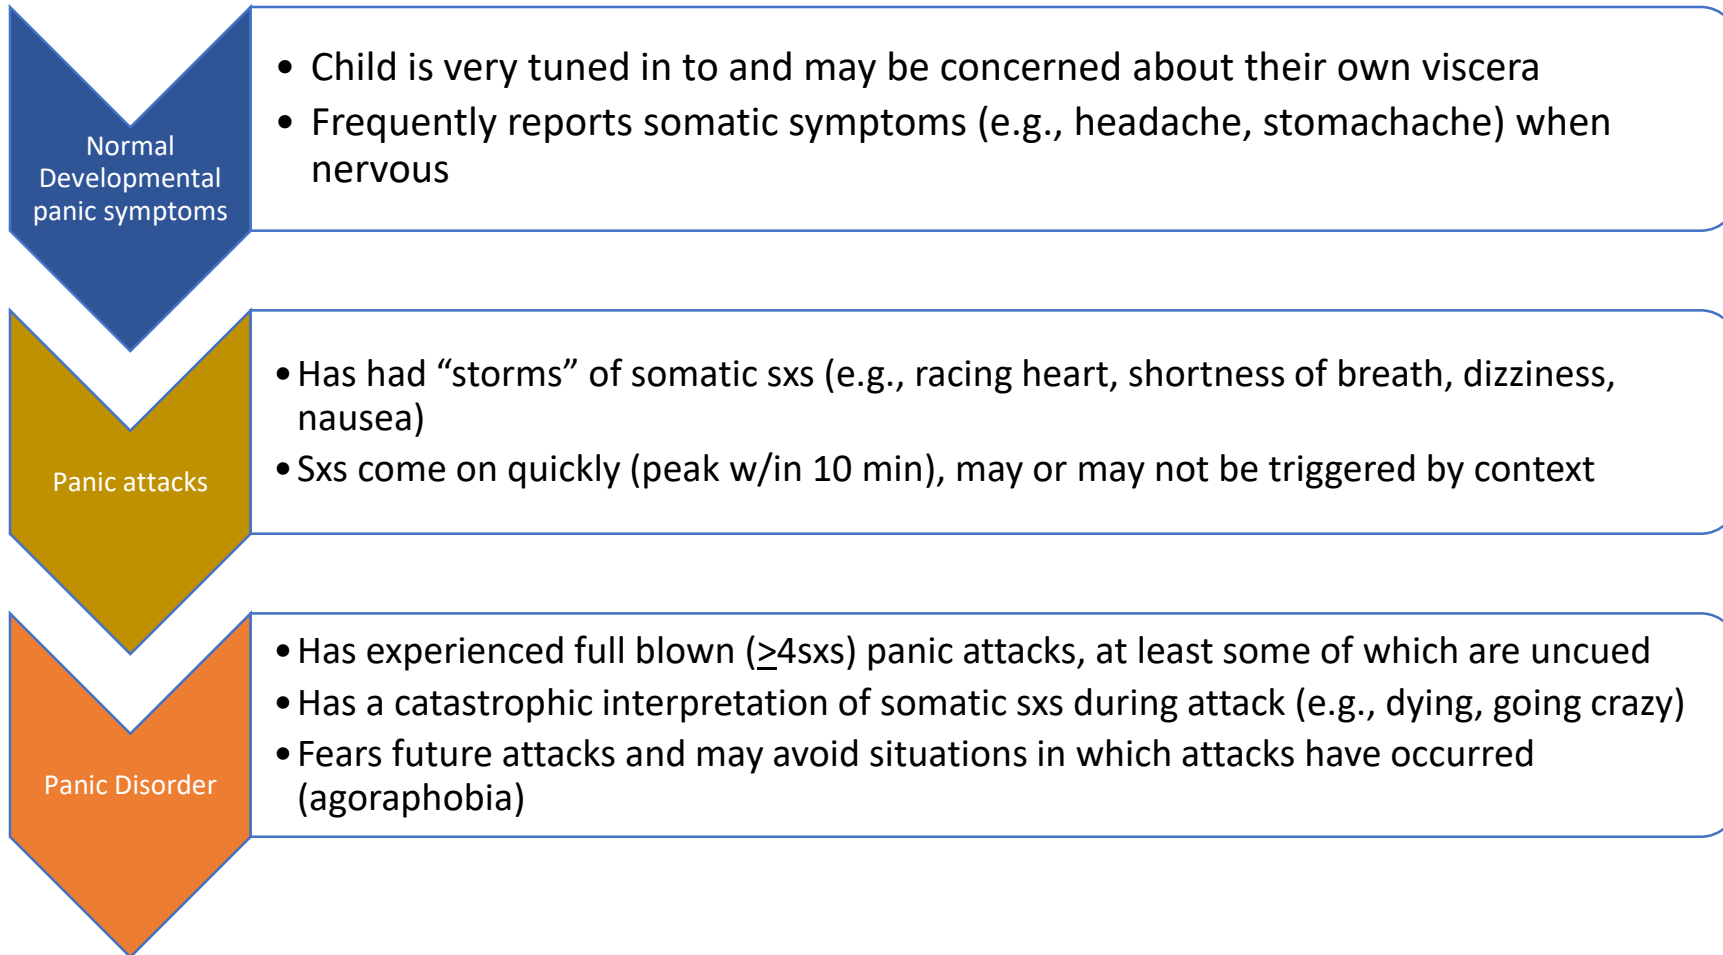 Normal
Developmental
panic symptoms
• Child is very tuned in to and may be concerned about their own viscera
• Frequently reports somatic symptoms (e.g., headache, stomachache) when
nervous
Panic attacks
• Has had “storms” of somatic sxs (e.g., racing heart, shortness of breath, dizziness,
nausea)
• Sxs come on quickly (peak w/in 10 min), may or may not be triggered by context
Panic Disorder
• Has experienced full blown (>4sxs) panic attacks, at least some of which are uncued
• Has a catastrophic interpretation of somatic sxs during attack (e.g., dying, going crazy)
• Fears future attacks and may avoid situations in which attacks have occurred
(agoraphobia)